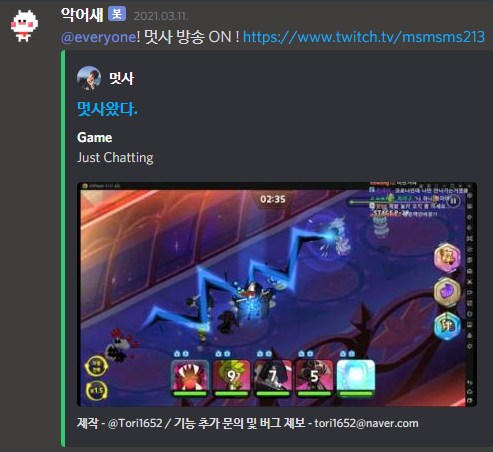 악어새 봇 2021.03.11.
@everyone! 멋사 방송 ON ! https://www.twitch.tv/msmsms213
멋사
멋사왔다.
Game
Just Chatting
02:35
9
7
5
x1.5
제작 - @Tori1652 / 기능 추가 문의 및 버그 제보 - tori1652@naver.com